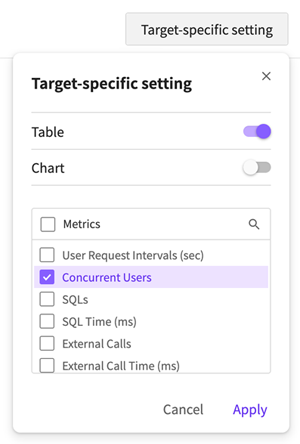 Target-specific setting
Target-specific setting
Table
Chart
Metrics
User Request Intervals (sec)
Concurrent Users
SQLs
SQL Time (ms)
External Calls
External Call Time (ms)
Cancel
Apply